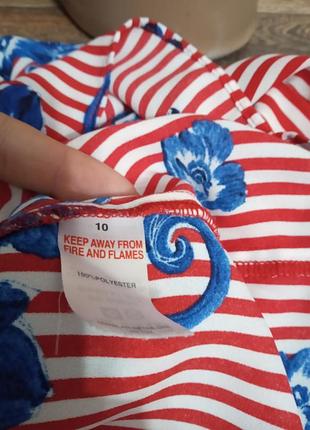 10
KEEP AWAY FROM
FIRE AND FLAMES
100% POLYESTER